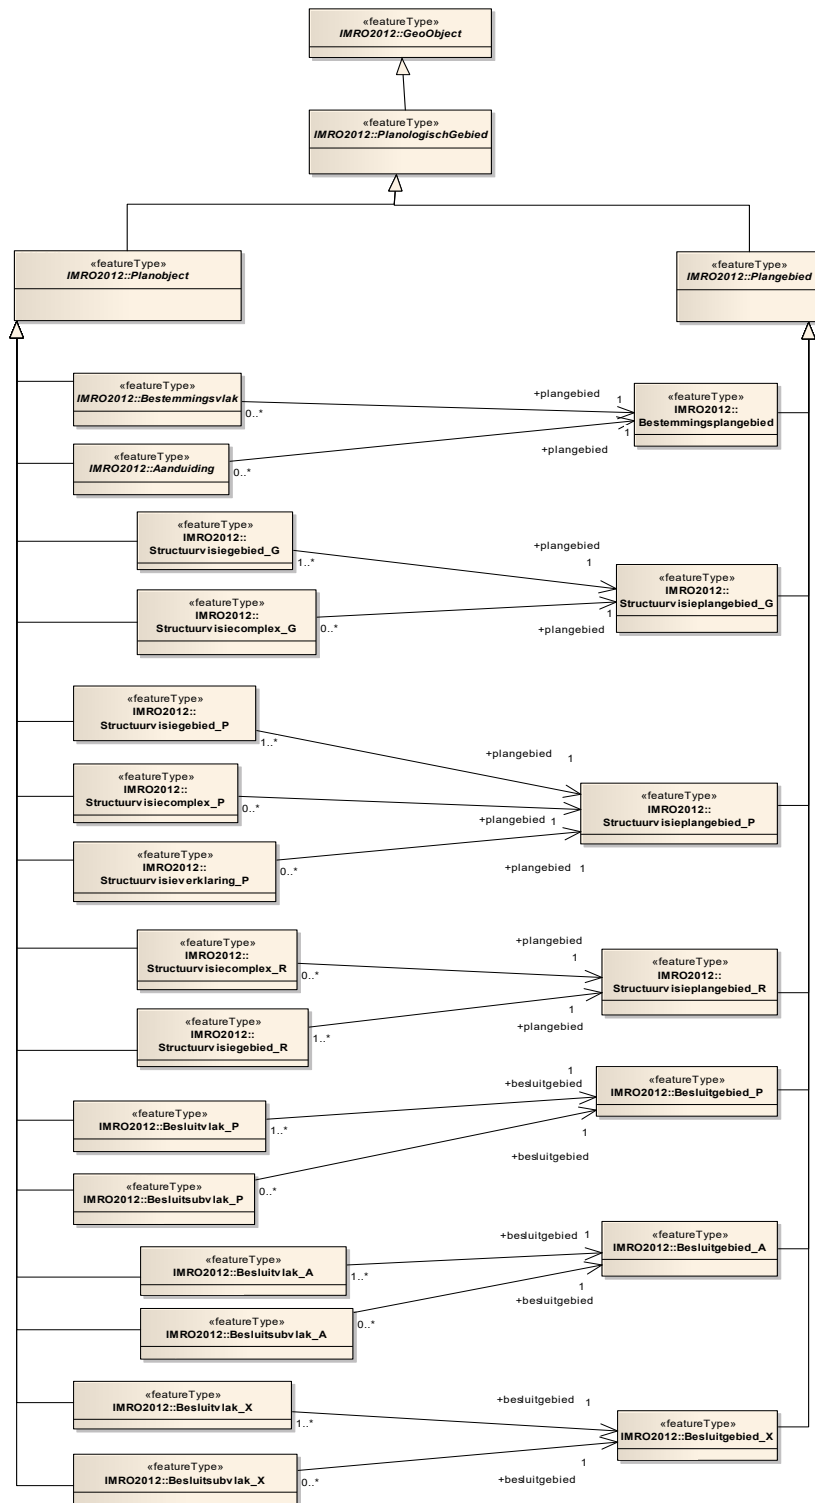 «featureType»
IMRO2012::GeoObject
«featureType»
IMRO2012::PlanologischGebied
«featureType»
IMRO2012::Planobject
«featureType»
IMRO2012::Plangebied
«featureType»
IMRO2012::Bestemmingsvlak
0..*
+plangebied
1
«featureType»
IMRO2012::
Bestemmingsplangebied
«featureType»
IMRO2012::Aanduiding
0..*
+plangebied
1
«featureType»
IMRO2012::
Structuurvisiegebied_G
1..*
+plangebied
1
«featureType»
IMRO2012::
Structuurvisieplangebied_G
«featureType»
IMRO2012::
Structuurvisiecomplex_G
0..*
+plangebied
1
«featureType»
IMRO2012::
Structuurvisiegebied_P
1..*
+plangebied
1
«featureType»
IMRO2012::
Structuurvisiecomplex_P
0..*
+plangebied
1
«featureType»
IMRO2012::
Structuurvisieplangebied_P
«featureType»
IMRO2012::
Structuurvisieverklaring_P
0..*
+plangebied
1
«featureType»
IMRO2012::
Structuurvisiecomplex_R
0..*
+plangebied
1
«featureType»
IMRO2012::
Structuurvisieplangebied_R
«featureType»
IMRO2012::
Structuurvisiegebied_R
1..*
+plangebied
1
«featureType»
IMRO2012::Besluitvlak_P
1..*
+besluitgebied
1
«featureType»
IMRO2012::Besluitgebied_P
«featureType»
IMRO2012::Besluitsubvlak_P
0..*
+besluitgebied
1
«featureType»
IMRO2012::Besluitvlak_A
1..*
+besluitgebied
1
«featureType»
IMRO2012::Besluitgebied_A
«featureType»
IMRO2012::Besluitsubvlak_A
0..*
+besluitgebied
1
«featureType»
IMRO2012::Besluitvlak_X
1..*
+besluitgebied
1
«featureType»
IMRO2012::Besluitgebied_X
«featureType»
IMRO2012::Besluitsubvlak_X
0..*
+besluitgebied
1